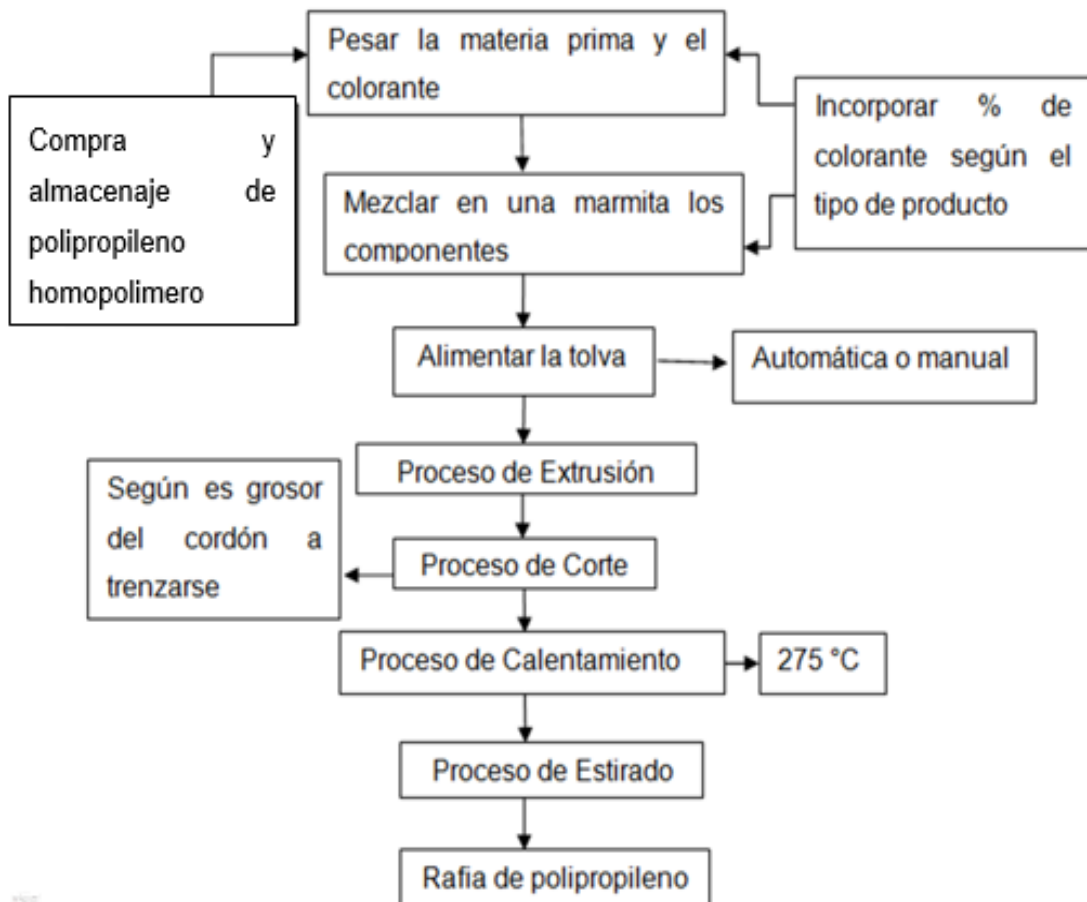 Pesar la materia prima y el
colorante
Compra y
almacenaje de
polipropileno
homopolimero
Incorporar % de
colorante según el
tipo de producto
Mezclar en una marmita los
componentes
Alimentar la tolva
Automática o manual
Proceso de Extrusión
Según es grosor
del cordón a
trenzarse
Proceso de Corte
Proceso de Calentamiento
275 °C
Proceso de Estirado
Rafia de polipropileno